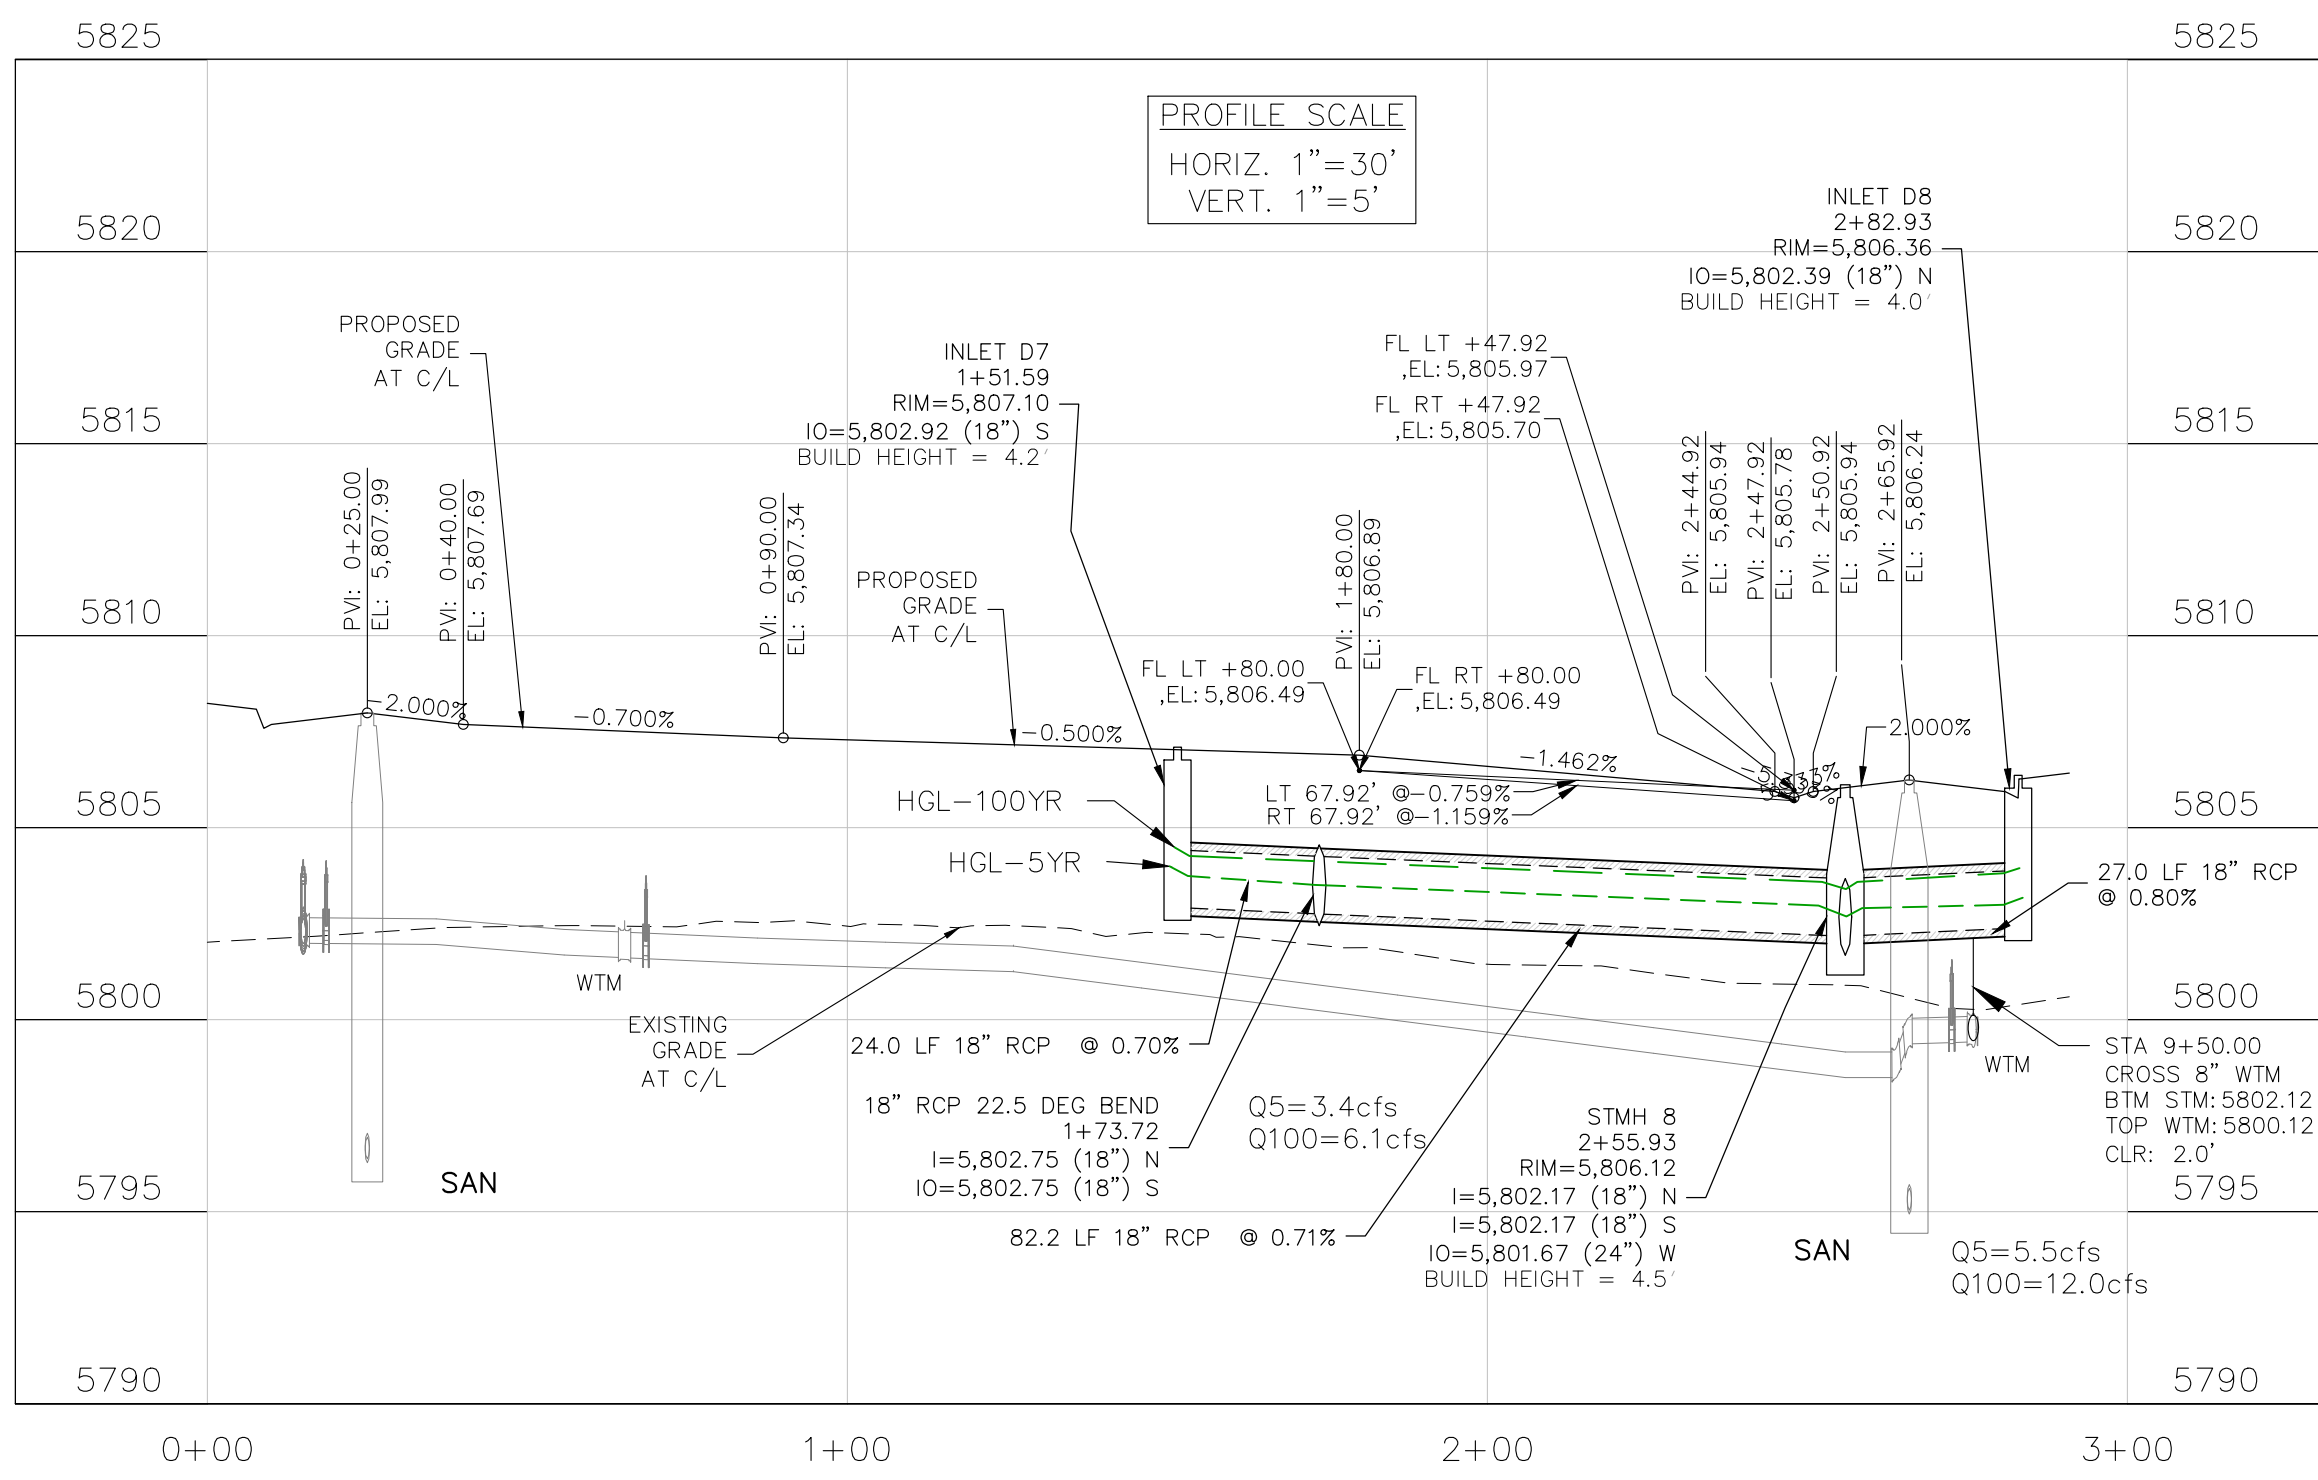 5825
5825
PROFILE SCALE
HORIZ. 1"=30'
VERT. 1"=5'
INLET D8
2+82.93
RIM=5,806.36
IO=5,802.39 (18") N
BUILD HEIGHT = 4.0'
5820
5820
PROPOSED
GRADE
AT C/L
INLET D7
1+51.59
RIM=5,807.10
IO=5,802.92 (18") S
BUILD HEIGHT = 4.2'
FL LT +47.92
,EL:5,805.97
FL RT +47.92
,EL:5,805.70
5815
5815
PVI: 0+25.00
EL: 5,807.99
PVI: 0+40.00
EL: 5,807.69
PVI: 0+90.00
EL: 5,807.34
PVI: 1+80.00
EL: 5,806.89
PVI: 2+44.92
EL: 5,805.94
PVI: 2+47.92
EL: 5,805.78
PVI: 2+50.92
EL: 5,805.94
PVI: 2+65.92
EL: 5,806.24
PROPOSED
GRADE
AT C/L
5810
5810
FL LT +80.00
,EL:5,806.49
FL RT +80.00
,EL:5,806.49
-2.000%
-0.700%
-0.500%
-1.462%
2.000%
LT 67.92' @-0.759%
RT 67.92' @-1.159%
HGL-100YR
HGL-5YR
5805
5805
27.0 LF 18" RCP
@ 0.80%
WTM
5800
5800
EXISTING
GRADE
AT C/L
24.0 LF 18" RCP @ 0.70%
18" RCP 22.5 DEG BEND
1+73.72
I=5,802.75 (18") N
IO=5,802.75 (18") S
Q5=3.4cfs
Q100=6.1cfs
82.2 LF 18" RCP @ 0.71%
STMH 8
2+55.93
RIM=5,806.12
I=5,802.17 (18") N
I=5,802.17 (18") S
IO=5,801.67 (24") W
BUILD HEIGHT = 4.5'
WTM
STA 9+50.00
CROSS 8" WTM
BTM STM:5802.12
TOP WTM:5800.12
CLR: 2.0'
SAN
5795
5795
SAN
Q5=5.5cfs
Q100=12.0cfs
5790
5790
0+00
1+00
2+00
3+00